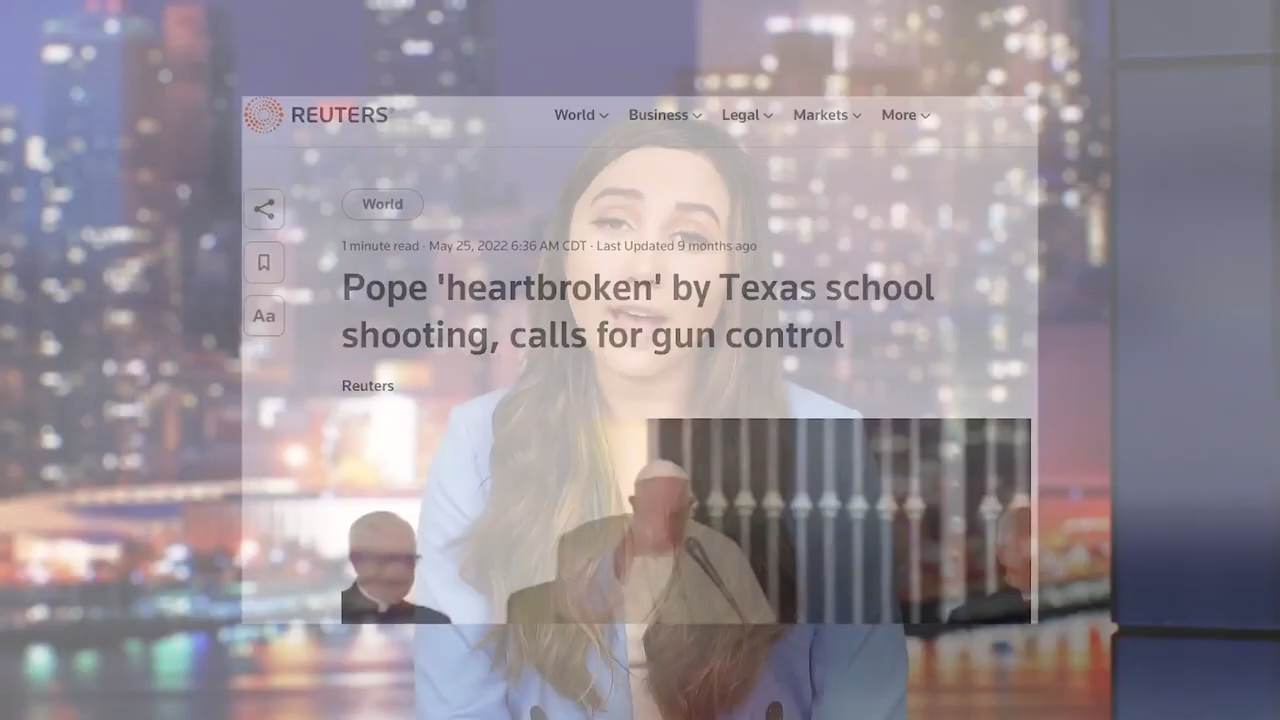 REUTERS®
World Business Legal Markets More
World
1 minute read · May 25, 2022 6:36 AM CDT · Last Updated 9 months ago
Pope 'heartbroken' by Texas school
shooting, calls for gun control
Aa
Reuters